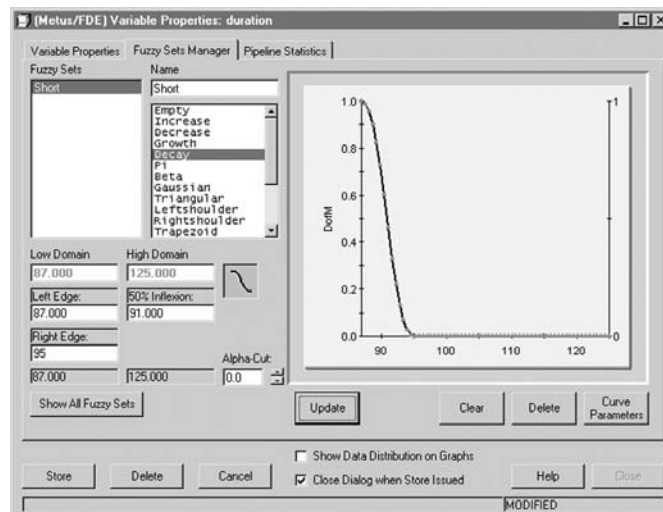 (Metus/FDE) Variable Properties: duration
Variable Properties Fuzzy Sets Manager Pipeline Statistics
Fuzzy Sets Name
Short Short
Empty
Increase
Decrease
Growth
Decay
Pi
Beta
Gaussian
Triangular
Leftshoulder
Rightshoulder
Trapezoid
Low Domain High Domain
87.000 125.000
Left Edge: 50% Inflexion:
87.000 91.000
Right Edge:
95
Alpha-Cut:
87.000 125.000 0.0
Show All Fuzzy Sets
1.0 1
0.8
0.6
DofM
0.4
0.2
0.0 0
90 100 110 120
Update Clear Delete Curve Parameters
Show Data Distribution on Graphs
Close Dialog when Store Issued
Store Delete Cancel Help Close
MODIFIED